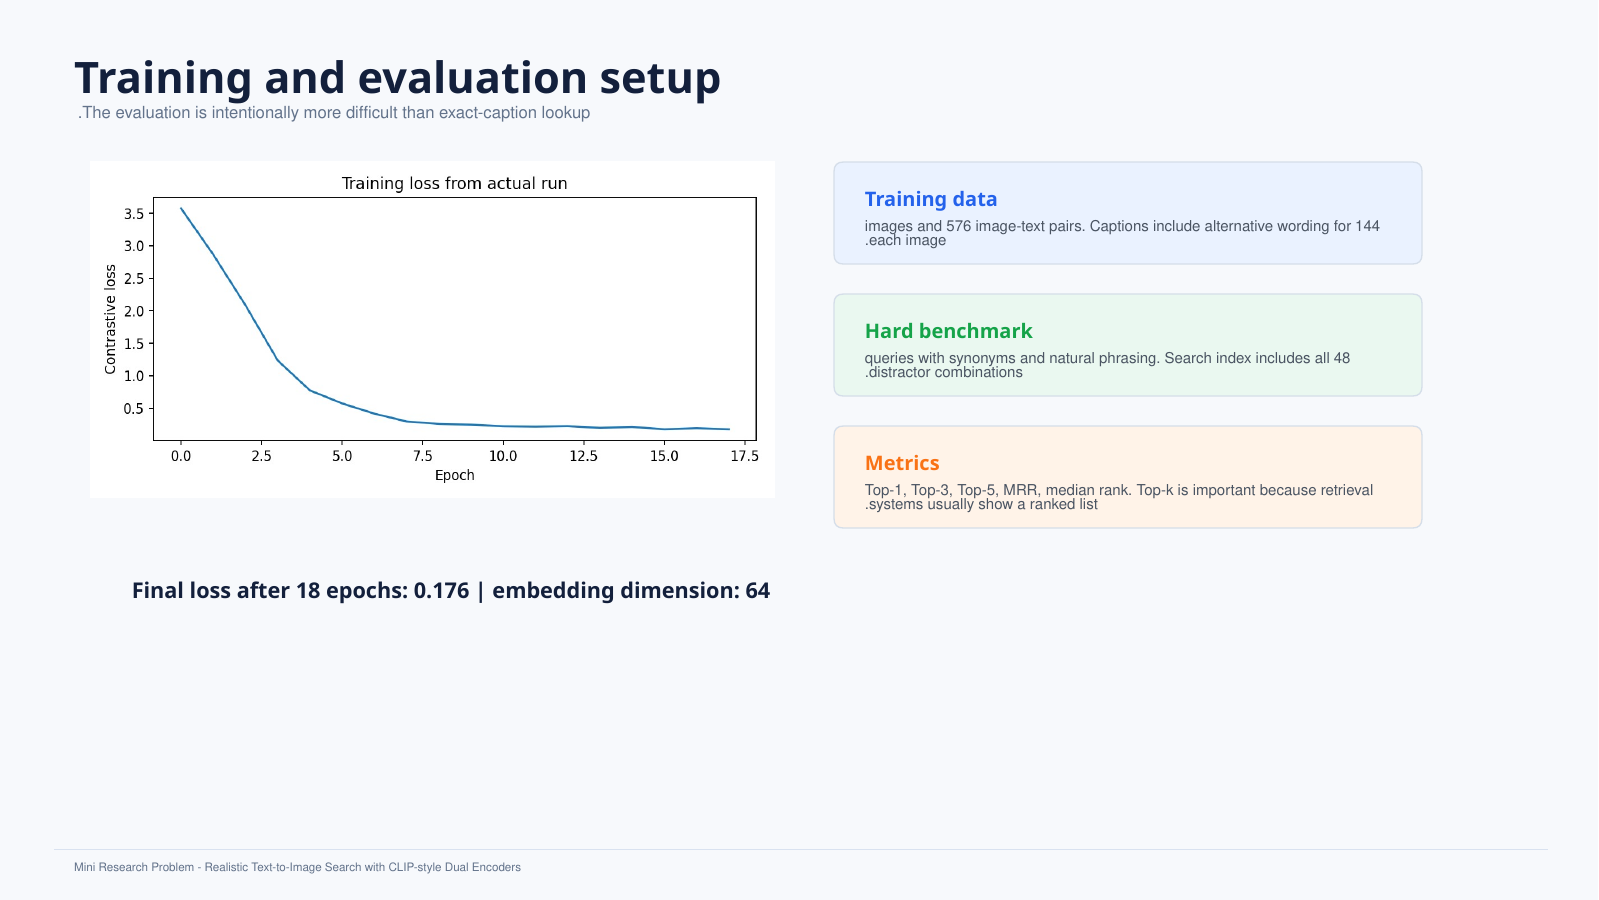 Training and evaluation setup
.The evaluation is intentionally more difficult than exact-caption lookup
Training loss from actual run
3.5
3.0
2.5
2.0
1.5
1.0
0.5
Contrastive loss
0.0 2.5 5.0 7.5 10.0 12.5 15.0 17.5
Epoch
Training data
images and 576 image-text pairs. Captions include alternative wording for 144
.each image
Hard benchmark
queries with synonyms and natural phrasing. Search index includes all 48
.distractor combinations
Metrics
Top-1, Top-3, Top-5, MRR, median rank. Top-k is important because retrieval
.systems usually show a ranked list
Final loss after 18 epochs: 0.176 | embedding dimension: 64
Mini Research Problem - Realistic Text-to-Image Search with CLIP-style Dual Encoders